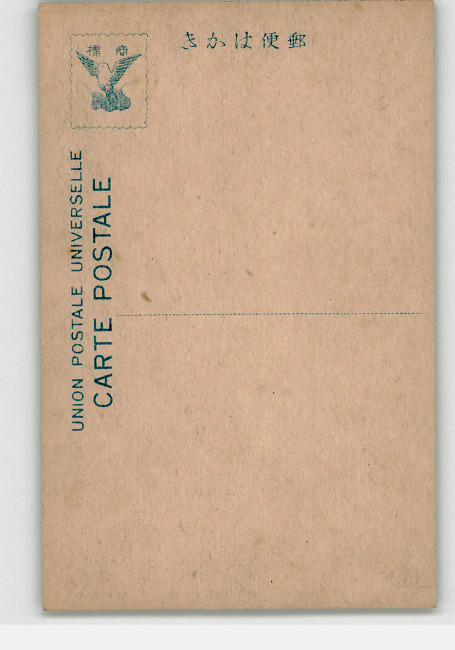 商標
郵便はかき
UNION POSTALE UNIVERSELLE
CARTE POSTALE